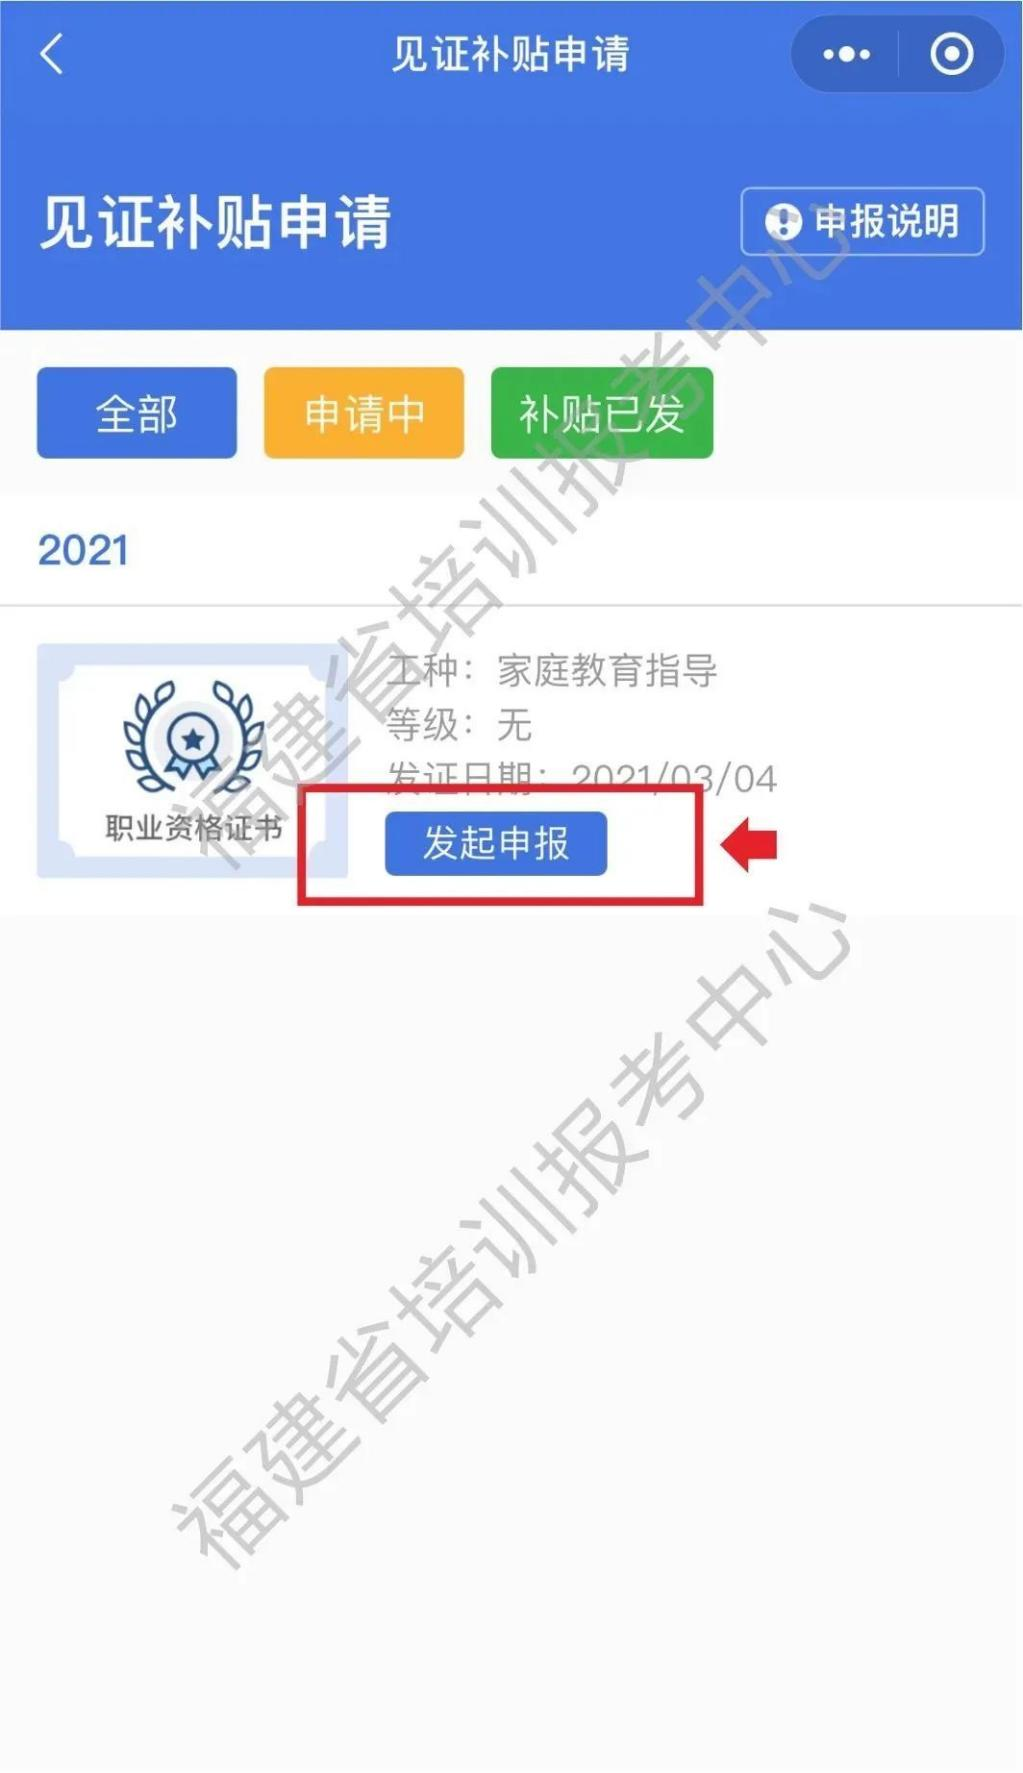 见证补贴申请
见证补贴申请
申报说明
全部
申请中
补贴已发
2021
工种：家庭教育指导
等级：无
发证日期：2021/03/04
职业资格证书
发起申报
福建省培训报考中心
福建省培训报考中心